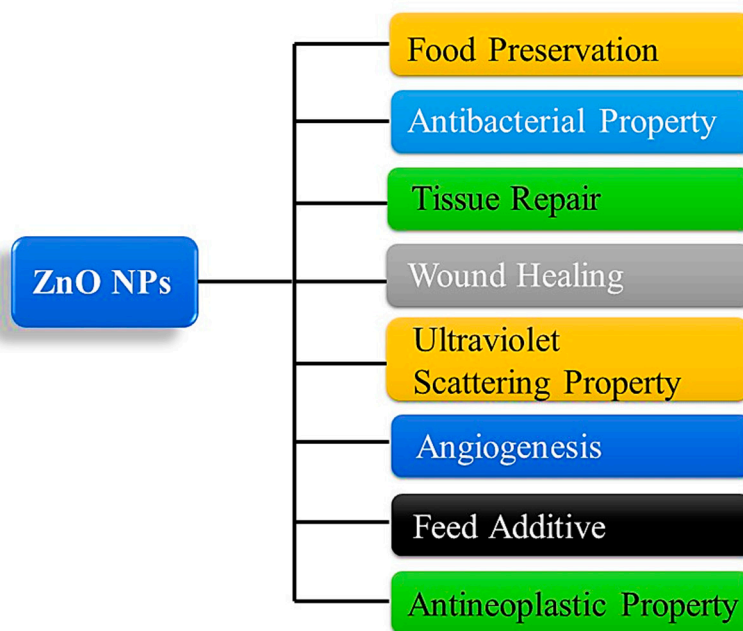 Food Preservation
Antibacterial Property
Tissue Repair
ZnO NPs
Wound Healing
Ultraviolet
Scattering Property
Angiogenesis
Feed Additive
Antineoplastic Property